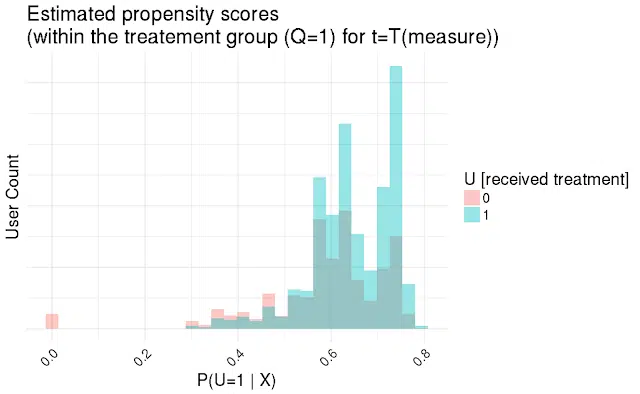 Estimated propensity scores
(within the treatement group (Q=1) for t=T(measure))
User Count
U [received treatment]
0
1
0.0
0.2
0.4
0.6
0.8
P(U=1 | X)